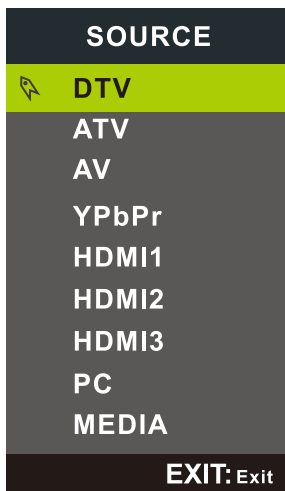 SOURCE
DTV
ATV
AV
YPbPr
HDMI1
HDMI2
HDMI3
PC
MEDIA
EXIT: Exit